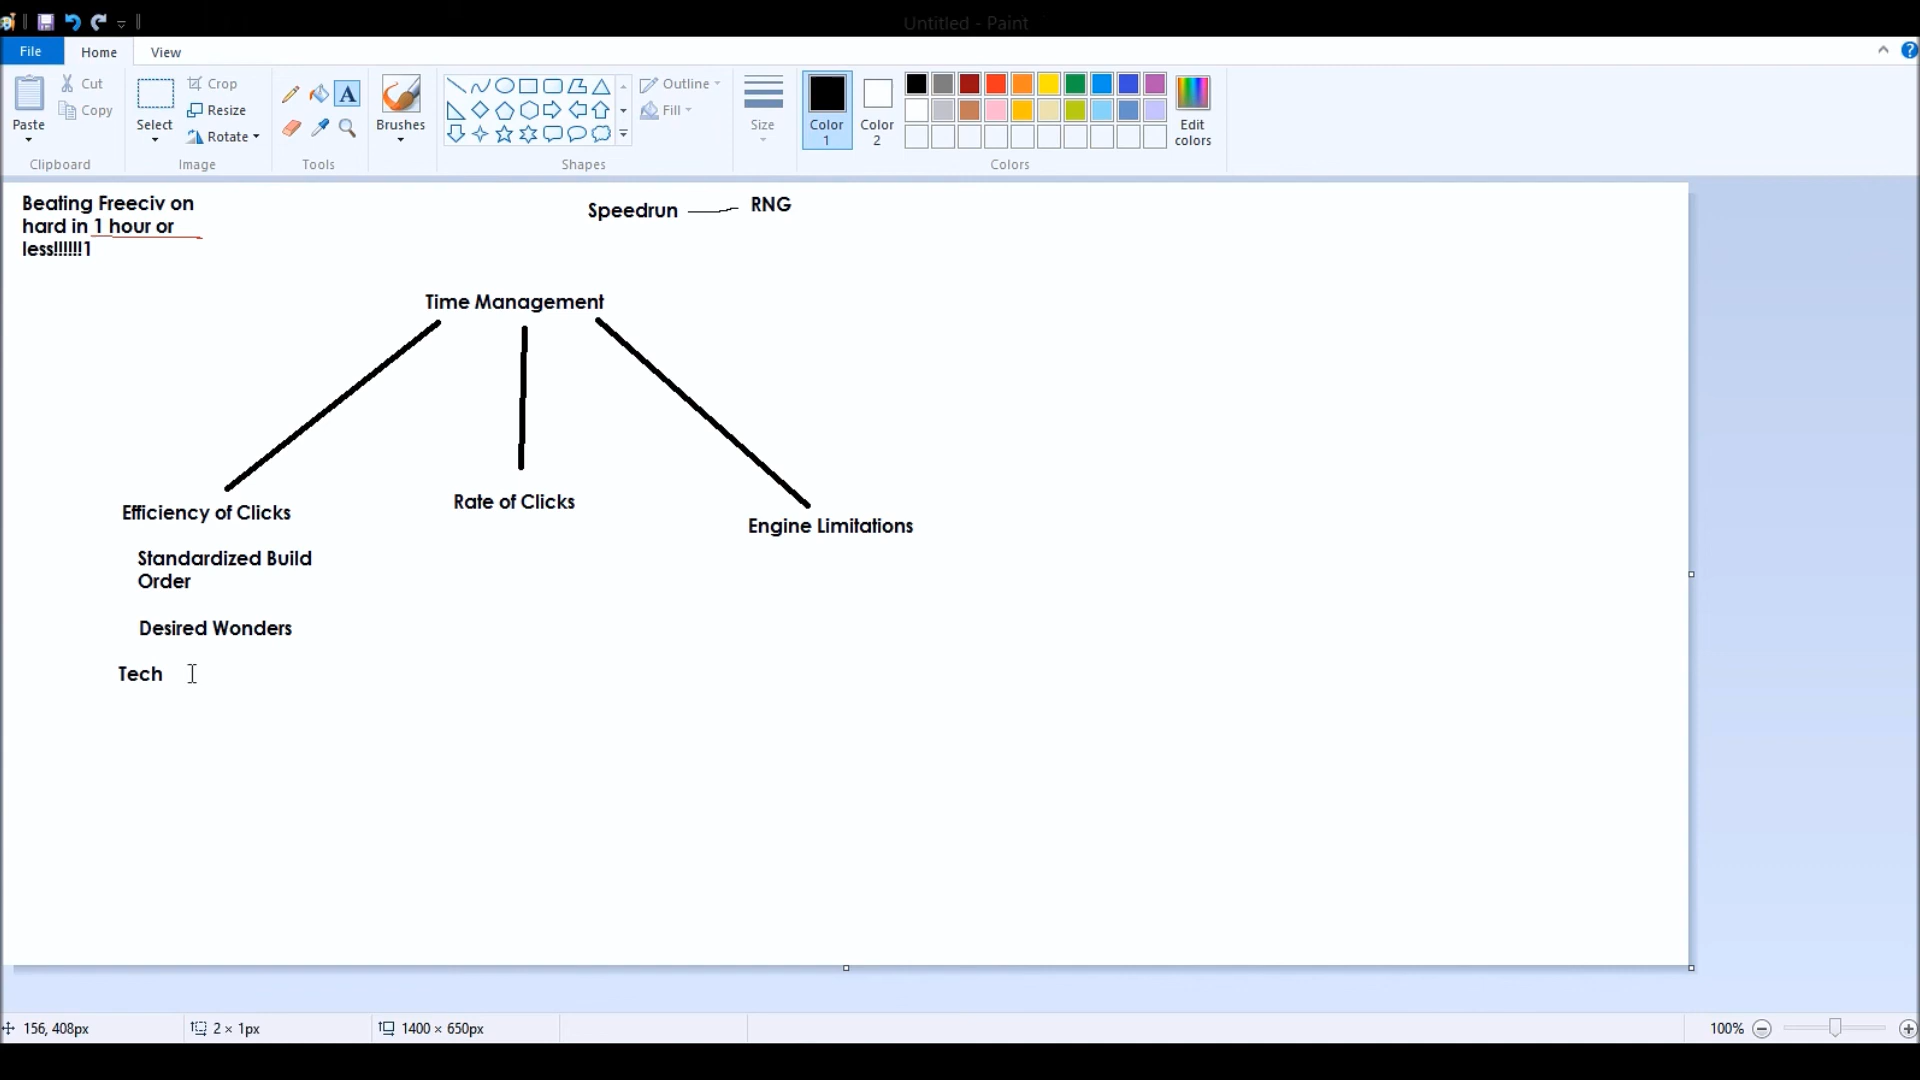 Untitled - Paint
File
Home
View
Paste
Cut
Copy
Clipboard
Select
Crop
Resize
Rotate
Image
A
Tools
Brushes
Shapes
Outline
Fill
Size
Color
1
Color
2
Edit
colors
Colors
?
Beating Freeciv on
hard in 1 hour or
less!!!!!!1
Speedrun
RNG
Time Management
Efficiency of Clicks
Rate of Clicks
Engine Limitations
Standardized Build
Order
Desired Wonders
Tech
156, 408px
2 × 1px
1400 × 650px
100%